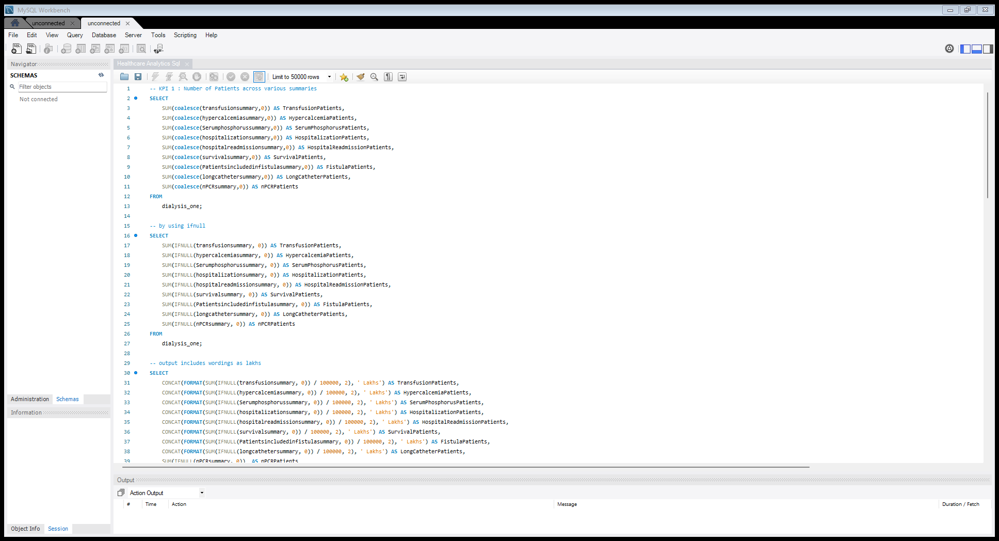 MySQL Workbench
unconnected
unconnected
File Edit View Query Database Server Tools Scripting Help
Navigator
SCHEMAS
Filter objects
Not connected
Administration Schemas
Information
Object Info Session
Healthcare Analytics Sql
Limit to 50000 rows
1 -- KPI 1 : Number of Patients across various summaries
2 SELECT
3 SUM(coalesce(transfusionsummary,0)) AS TransfusionPatients,
4 SUM(coalesce(hypercalcemiasummary,0)) AS HypercalcemiaPatients,
5 SUM(coalesce(Serumphosphorussummary,0)) AS SerumPhosphorusPatients,
6 SUM(coalesce(hospitalizationsummary,0)) AS HospitalizationPatients,
7 SUM(coalesce(hospitalreadmissionsummary,0)) AS HospitalReadmissionPatients,
8 SUM(coalesce(survivalsummary,0)) AS SurvivalPatients,
9 SUM(coalesce(Patientsincludedinfistulasummary,0)) AS FistulaPatients,
10 SUM(coalesce(longcathetersummary,0)) AS LongCatheterPatients,
11 SUM(coalesce(nPCRsummary,0)) AS nPCRPatients
12 FROM
13 dialysis_one;
14
15 -- by using ifnull
16 SELECT
17 SUM(IFNULL(transfusionsummary, 0)) AS TransfusionPatients,
18 SUM(IFNULL(hypercalcemiasummary, 0)) AS HypercalcemiaPatients,
19 SUM(IFNULL(Serumphosphorussummary, 0)) AS SerumPhosphorusPatients,
20 SUM(IFNULL(hospitalizationsummary, 0)) AS HospitalizationPatients,
21 SUM(IFNULL(hospitalreadmissionsummary, 0)) AS HospitalReadmissionPatients,
22 SUM(IFNULL(survivalsummary, 0)) AS SurvivalPatients,
23 SUM(IFNULL(Patientsincludedinfistulasummary, 0)) AS FistulaPatients,
24 SUM(IFNULL(longcathetersummary, 0)) AS LongCatheterPatients,
25 SUM(IFNULL(nPCRsummary, 0)) AS nPCRPatients
26 FROM
27 dialysis_one;
28
29 -- output includes wordings as lakhs
30 SELECT
31 CONCAT(FORMAT(SUM(IFNULL(transfusionsummary, 0)) / 100000, 2), ' Lakhs') AS TransfusionPatients,
32 CONCAT(FORMAT(SUM(IFNULL(hypercalcemiasummary, 0)) / 100000, 2), ' Lakhs') AS HypercalcemiaPatients,
33 CONCAT(FORMAT(SUM(IFNULL(Serumphosphorussummary, 0)) / 100000, 2), ' Lakhs') AS SerumPhosphorusPatients,
34 CONCAT(FORMAT(SUM(IFNULL(hospitalizationsummary, 0)) / 100000, 2), ' Lakhs') AS HospitalizationPatients,
35 CONCAT(FORMAT(SUM(IFNULL(hospitalreadmissionsummary, 0)) / 100000, 2), ' Lakhs') AS HospitalReadmissionPatients,
36 CONCAT(FORMAT(SUM(IFNULL(survivalsummary, 0)) / 100000, 2), ' Lakhs') AS SurvivalPatients,
37 CONCAT(FORMAT(SUM(IFNULL(Patientsincludedinfistulasummary, 0)) / 100000, 2), ' Lakhs') AS FistulaPatients,
38 CONCAT(FORMAT(SUM(IFNULL(longcathetersummary, 0)) / 100000, 2), ' Lakhs') AS LongCatheterPatients,
39 SUM(IFNULL(nPCRsummary, 0)) AS nPCRPatients
Output
Action Output
# Time Action Message Duration / Fetch